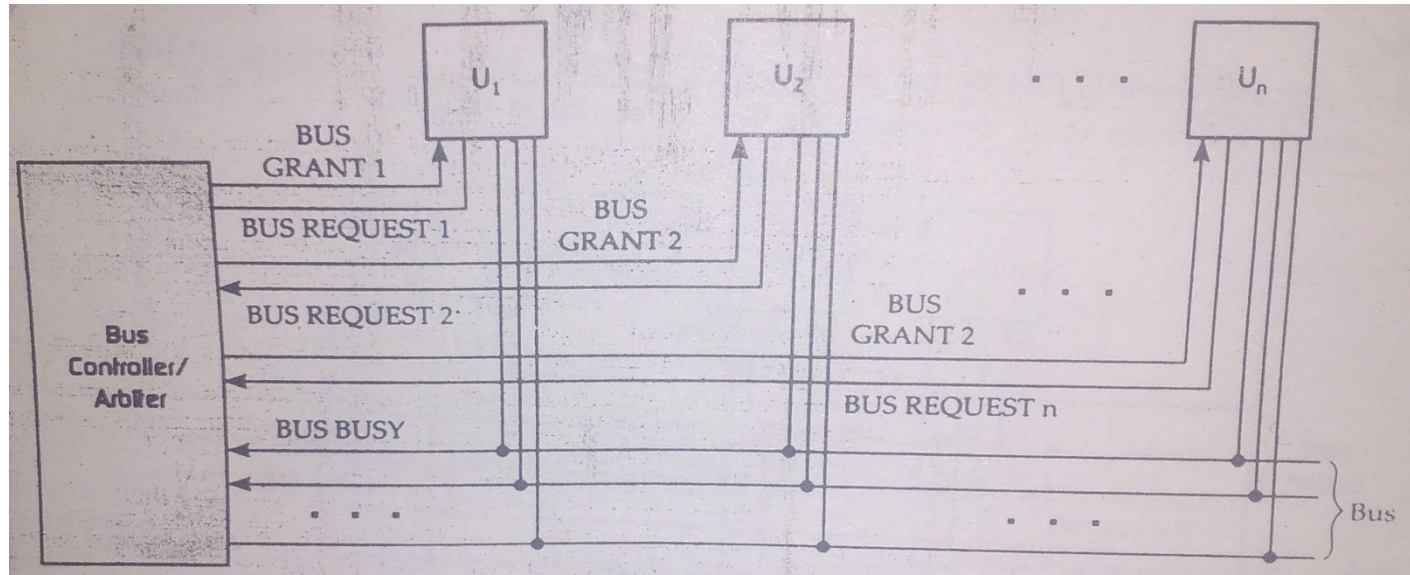 U1
U2
. . .
Un
BUS
GRANT 1
BUS REQUEST 1
BUS
GRANT 2
BUS REQUEST 2
. . .
BUS
GRANT 2
Bus
Controller/
Arbiter
BUS REQUEST n
BUS BUSY
. . .
. . .
Bus